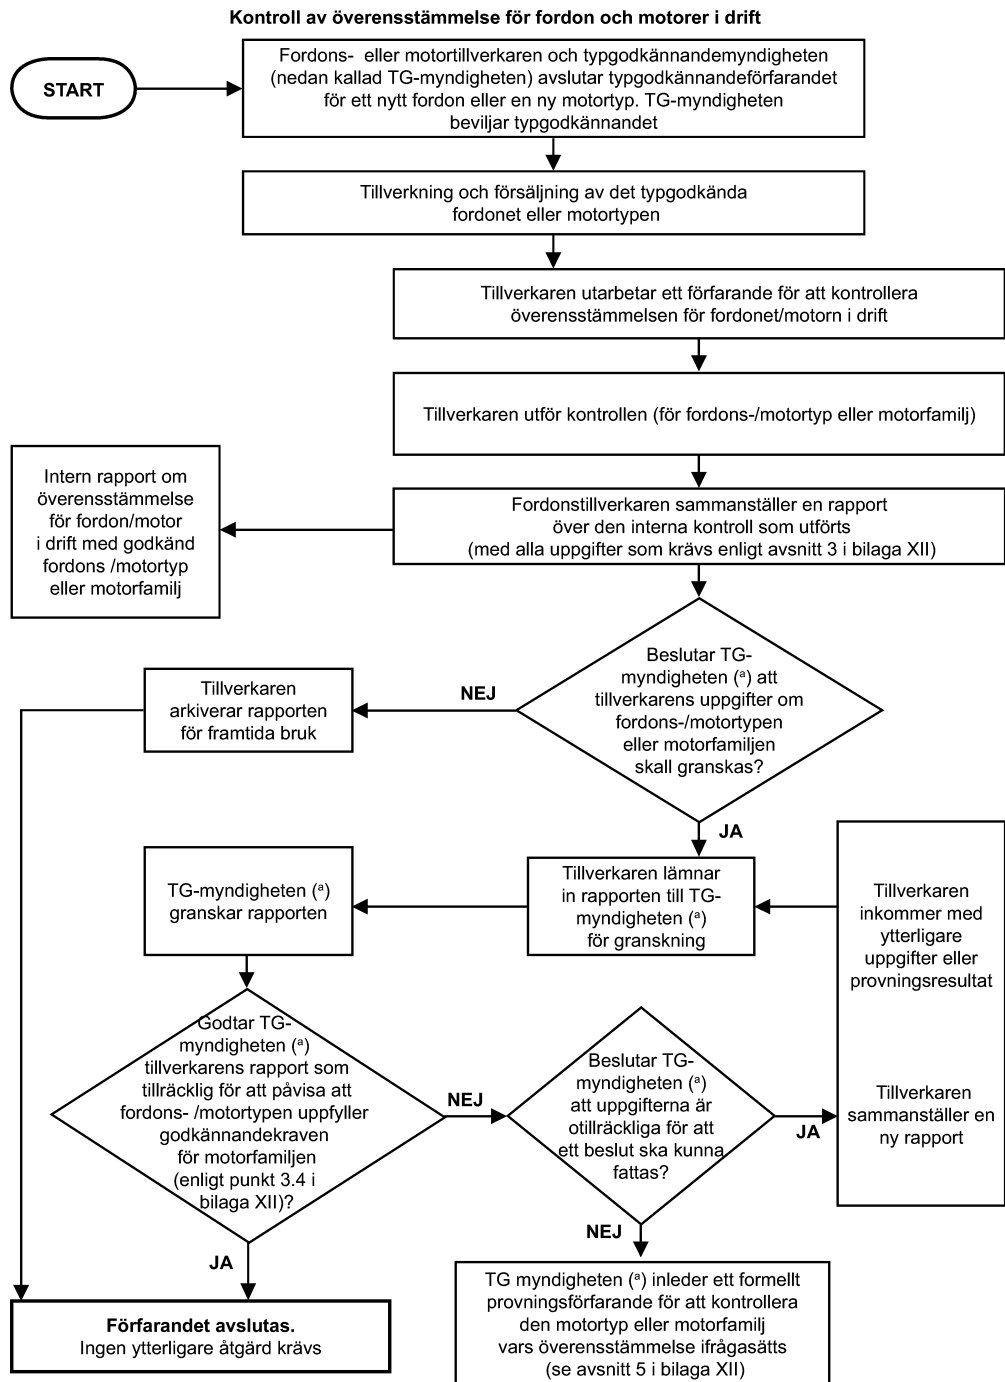 Kontroll av överensstämmelse för fordon och motorer i drift
START
Fordons- eller motortillverkaren och typgodkännandemyndigheten
(nedan kallad TG-myndigheten) avslutar typgodkännandeförfarandet
för ett nytt fordon eller en ny motortyp. TG-myndigheten
beviljar typgodkännandet
Tillverkning och försäljning av det typgodkända
fordonet eller motortypen
Tillverkaren utarbetar ett förfarande för att kontrollera
överensstämmelsen för fordonet/motorn i drift
Tillverkaren utför kontrollen (för fordons-/motortyp eller motorfamilj)
Intern rapport om
överensstämmelse
för fordon/motor
i drift med godkänd
fordons /motortyp
eller motorfamilj
Fordonstillverkaren sammanställer en rapport
över den interna kontroll som utförts
(med alla uppgifter som krävs enligt avsnitt 3 i bilaga XII)
Beslutar TG-
myndigheten (ª) att
tillverkarens uppgifter om
fordons-/motortypen
eller motorfamiljen
skall granskas?
NEJ
Tillverkaren
arkiverar rapporten
för framtida bruk
JA
Tillverkaren lämnar
in rapporten till TG-
myndigheten (ª)
för granskning
TG-myndigheten (ª)
granskar rapporten
Tillverkaren
inkommer med
ytterligare
uppgifter eller
provningsresultat
Tillverkaren
sammanställer en
ny rapport
Godtar TG-
myndigheten (ª)
tillverkarens rapport som
tillräcklig för att påvisa att
fordons- /motortypen uppfyller
godkännandekraven
för motorfamiljen
(enligt punkt 3.4 i
bilaga XII)?
NEJ
Beslutar TG-
myndigheten (ª)
att uppgifterna är
otillräckliga för att
ett beslut ska kunna
fattas?
JA
NEJ
JA
Förfarandet avslutas.
Ingen ytterligare åtgärd krävs
TG myndigheten (ª) inleder ett formellt
provningsförfarande för att kontrollera
den motortyp eller motorfamilj
vars överensstämmelse ifrågasätts
(se avsnitt 5 i bilaga XII)